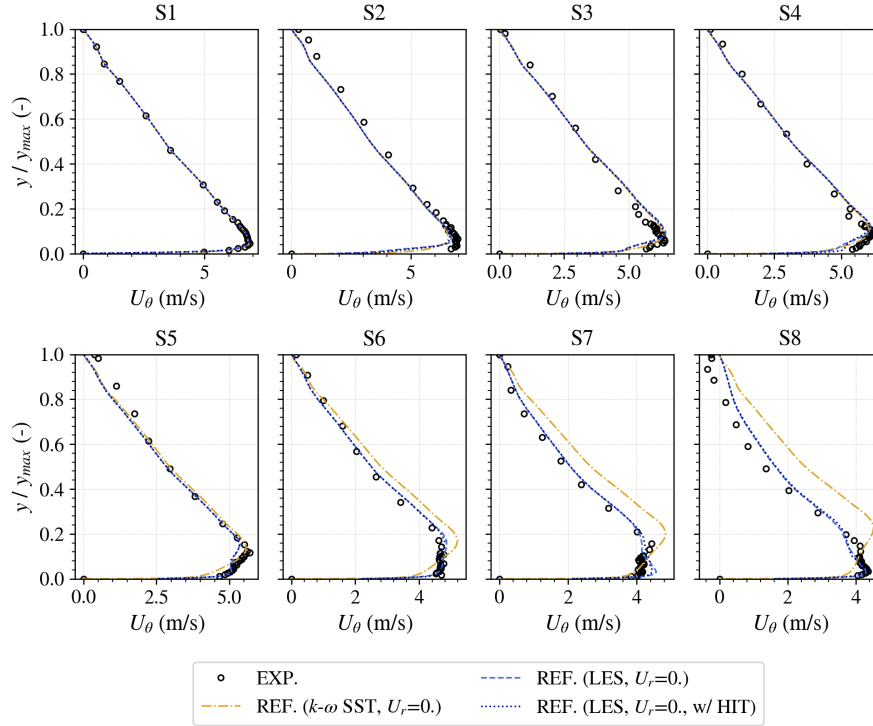 S1 S2 S3 S4
1.0
0.8
0.6
0.4
0.2
0.0
y / y_max (-)
0 5 0 5 0.0 2.5 5.0 0.0 2.5 5.0
U_θ (m/s) U_θ (m/s) U_θ (m/s) U_θ (m/s)
S5 S6 S7 S8
1.0
0.8
0.6
0.4
0.2
0.0
y / y_max (-)
0.0 2.5 5.0 0 2 4 0 2 4 0 2 4
U_θ (m/s) U_θ (m/s) U_θ (m/s) U_θ (m/s)
EXP. REF. (LES, U_r=0.)
REF. (k-ω SST, U_r=0.) REF. (LES, U_r=0., w/ HIT)